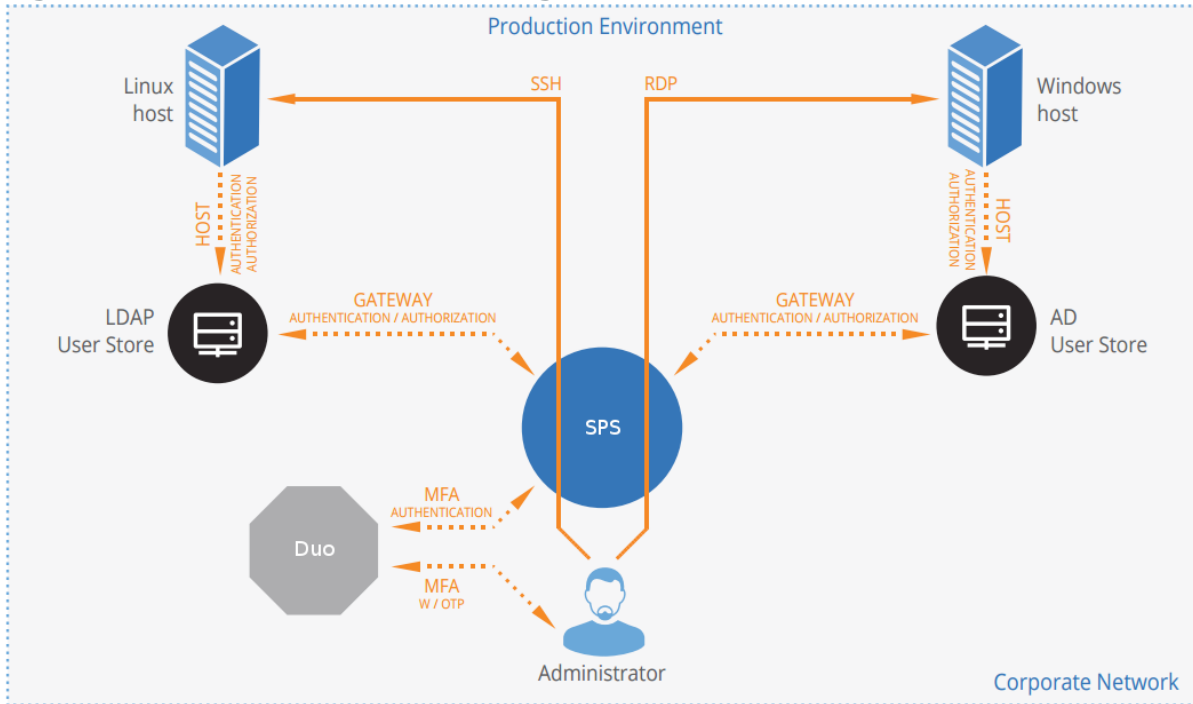 Production Environment
SSH
RDP
Linux
host
Windows
host
HOST
AUTHENTICATION
AUTHORIZATION
HOST
AUTHENTICATION
AUTHORIZATION
LDAP
User Store
GATEWAY
AUTHENTICATION / AUTHORIZATION
GATEWAY
AUTHENTICATION / AUTHORIZATION
AD
User Store
SPS
MFA
AUTHENTICATION
Duo
MFA
W / OTP
Administrator
Corporate Network